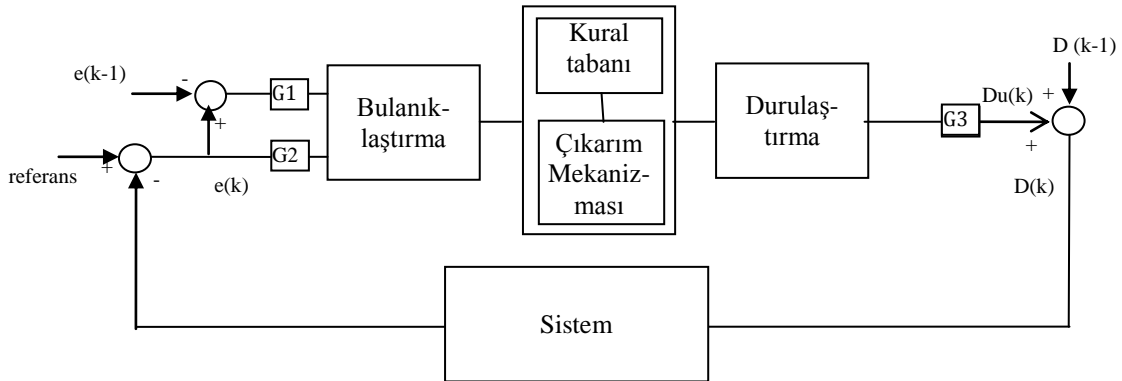 Kural
tabanı
D (k-1)
e(k-1)
-
G1
Bulanık-
laştırma
Durulaş-
tırma
Du(k)
+
G3
+
Çıkarım
Mekaniz-
ması
+
G2
referans
+
-
e(k)
D(k)
Sistem